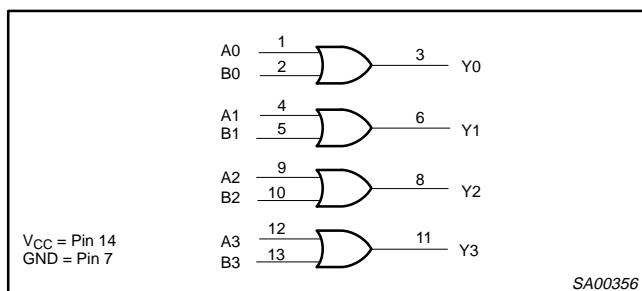 A0 1
B0 2
3 Y0
A1 4
B1 5
6 Y1
A2 9
B2 10
8 Y2
A3 12
B3 13
11 Y3
VCC = Pin 14
GND = Pin 7
SA00356